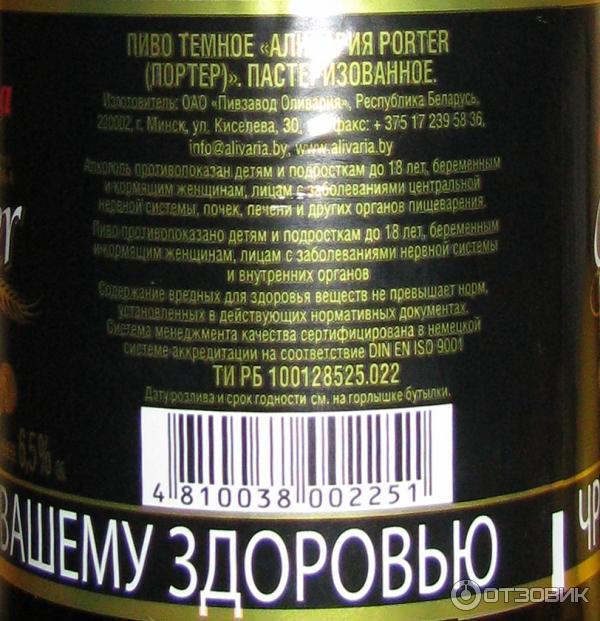 ПИВО ТЕМНОЕ «АЛИВАРИЯ PORTER
(ПОРТЕР)». ПАСТЕРИЗОВАННОЕ.
Изготовитель: ОАО «Пивзавод Оливария», Республика Беларусь,
220002, г. Минск, ул. Киселева, 30, факс: + 375 17 239 58 36,
info@alivaria.by, www.alivaria.by
Алкоголь противопоказан детям и подросткам до 18 лет, беременным
и кормящим женщинам, лицам с заболеваниями центральной
нервной системы, почек, печени и других органов пищеварения.
Пиво противопоказано детям и подросткам до 18 лет, беременным
и кормящим женщинам, лицам с заболеваниями нервной системы
и внутренних органов
Содержание вредных для здоровья веществ не превышает норм,
установленных в действующих нормативных документах.
Система менеджмента качества сертифицирована в немецкой
системе аккредитации на соответствие DIN EN ISO 9001
ТИ РБ 100128525.022
Дату розлива и срок годности см. на горлышке бутылки.
6,5%
4 810038 002251
ВАШЕМУ ЗДОРОВЬЮ
ЧР
ОТЗОВИК